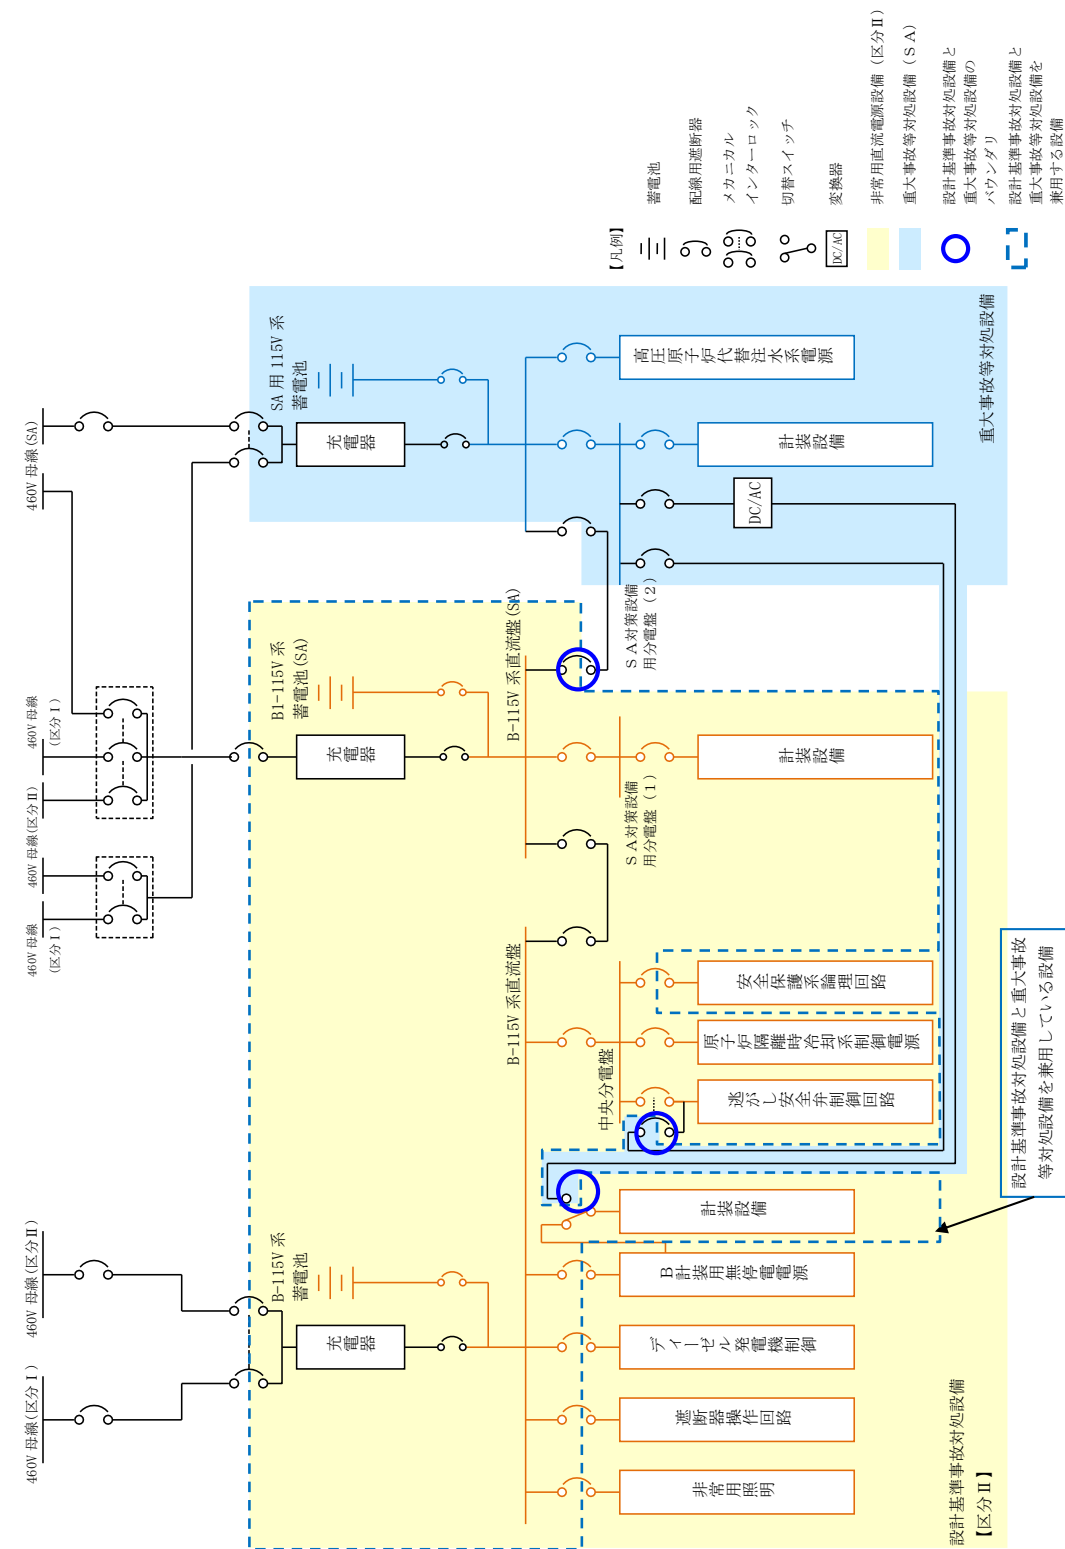 460V 母線(区分Ⅰ)
460V 母線(区分Ⅱ)
460V 母線
(区分Ⅰ)
460V 母線(区分Ⅱ)
460V 母線
(区分Ⅰ)
460V 母線(SA)
B-115V 系
蓄電池
充電器
B1-115V 系
蓄電池(SA)
充電器
SA 用 115V 系
蓄電池
充電器
B-115V 系直流盤
B-115V 系直流盤(SA)
中央分電盤
ＳＡ対策設備
用分電盤（１）
ＳＡ対策設備
用分電盤（２）
非常用照明
遮断器操作回路
ディーゼル発電機制御
Ｂ計装用無停電電源
計装設備
逃がし安全弁制御回路
原子炉隔離時冷却系制御電源
安全保護系論理回路
計装設備
DC/AC
計装設備
高圧原子炉代替注水系電源
設計基準事故対処設備
【区分Ⅱ】
重大事故等対処設備
設計基準事故対処設備と重大事故
等対処設備を兼用している設備
【凡例】
蓄電池
配線用遮断器
メカニカル
インターロック
切替スイッチ
DC/AC
変換器
非常用直流電源設備（区分Ⅱ）
重大事故等対処設備（ＳＡ）
設計基準事故対処設備と
重大事故等対処設備の
バウンダリ
設計基準事故対処設備と
重大事故等対処設備を
兼用する設備